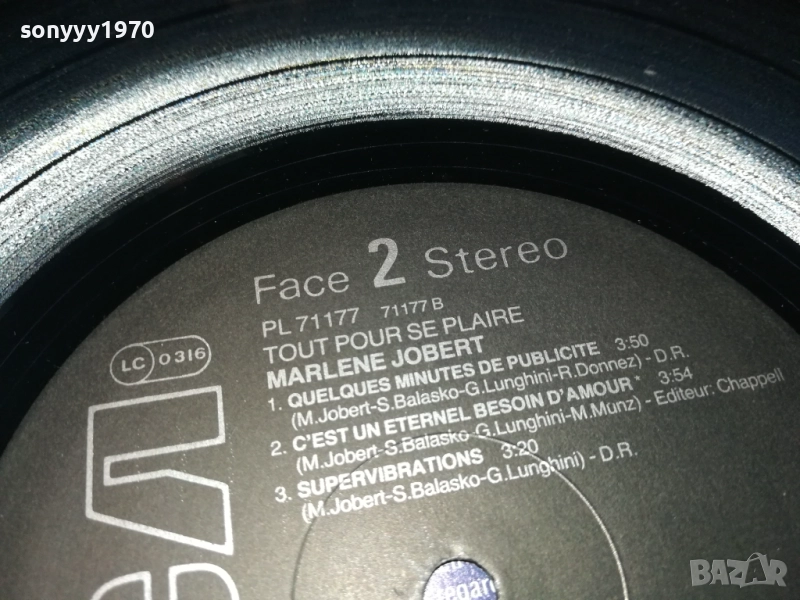 sonyyy1970
Face 2 Stereo
PL 71177 71177 B
TOUT POUR SE PLAIRE
MARLENE JOBERT
1. QUELQUES MINUTES DE PUBLICITE 3:50
(M.Jobert-S.Balasko-G.Lunghini-R.Donnez) - D.R.
2. C'EST UN ETERNEL BESOIN D'AMOUR* 3:54
(M.Jobert-S.Balasko-G.Lunghini-M.Munz) - Editeur: Chappell
3. SUPERVIBRATIONS 3:20
(M.Jobert-S.Balasko-G.Lunghini) - D.R.
LC 0316
BAZAR